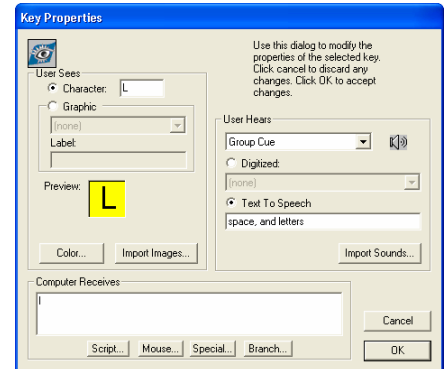 Key Properties
Use this dialog to modify the
properties of the selected key.
Click cancel to discard any
changes. Click OK to accept
changes.
User Sees
Character: L
Graphic
(none)
Label:
Preview: L
Color... Import Images...
User Hears
Group Cue
Digitized:
(none)
Text To Speech
space, and letters
Import Sounds...
Computer Receives
l
Script... Mouse... Special... Branch...
Cancel
OK